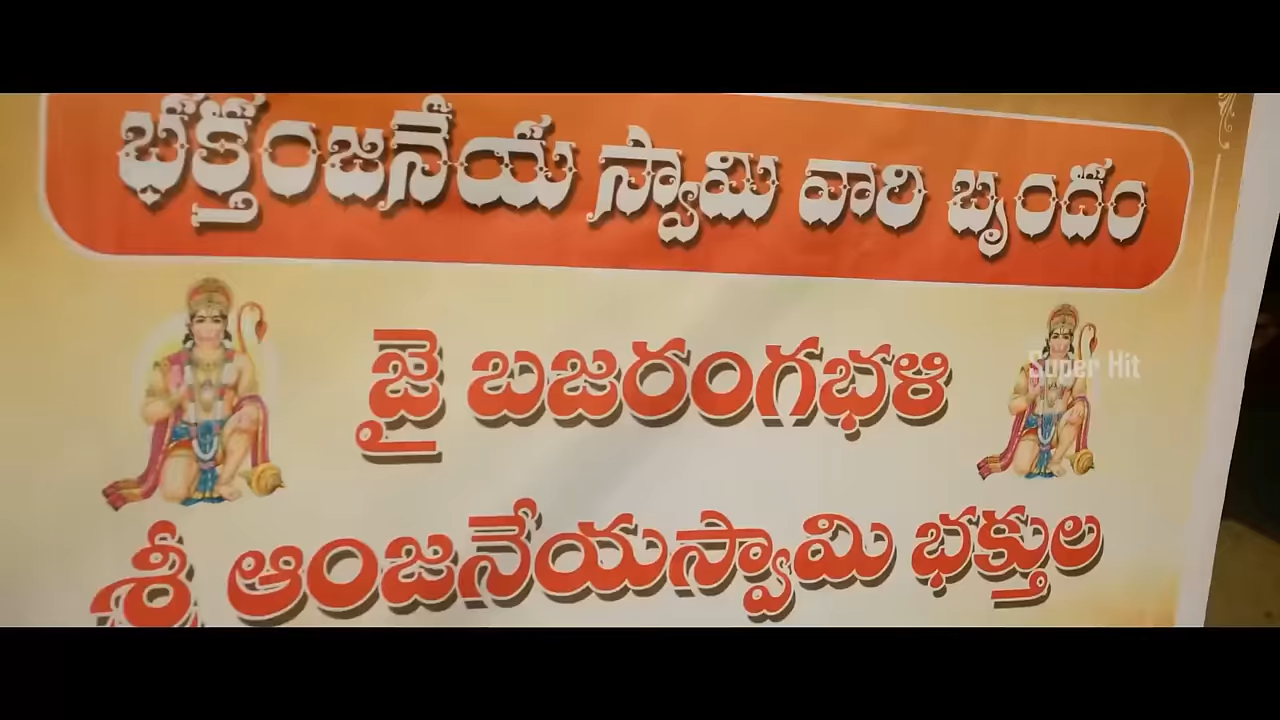 భక్తంజనేయ స్వామి వారి బృందం
జై బజరంగభళి
Super Hit
శ్రీ ఆంజనేయస్వామి భక్తుల